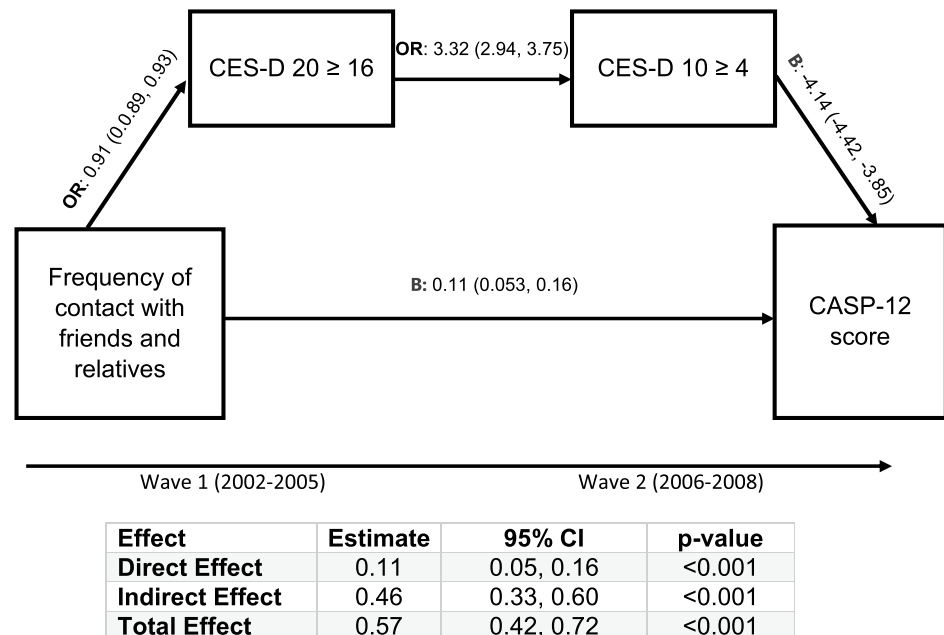 CES-D 20 ≥ 16
OR: 3.32 (2.94, 3.75)
CES-D 10 ≥ 4
OR: 0.91 (0.0.89, 0.93)
B: -4.14 (-4.42, -3.85)
Frequency of
contact with
friends and
relatives
B: 0.11 (0.053, 0.16)
CASP-12
score
Wave 1 (2002-2005)
Wave 2 (2006-2008)
Effect Estimate 95% CI p-value
Direct Effect 0.11 0.05, 0.16 <0.001
Indirect Effect 0.46 0.33, 0.60 <0.001
Total Effect 0.57 0.42, 0.72 <0.001